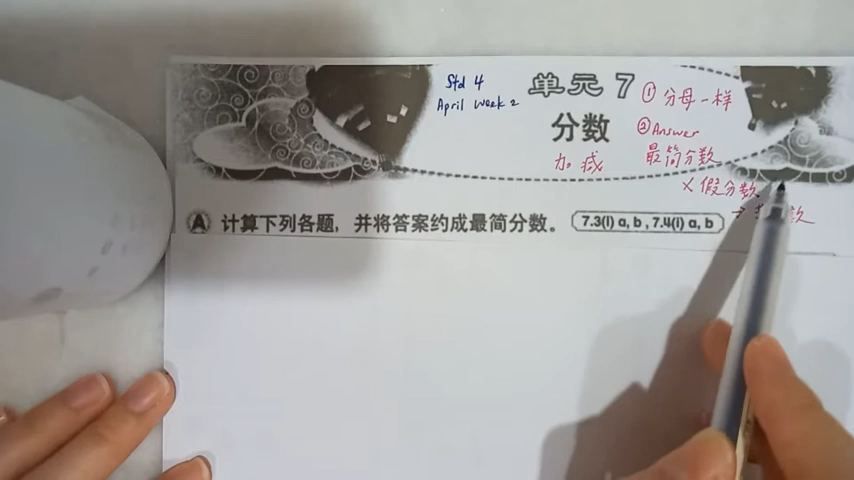 Std 4
April Week 2
单元 7
分数
加 减
① 分母一样
② Answer
最简分数
× 假分数
→ 数
A 计算下列各题，并将答案约成最简分数。 7.3(i) a, b , 7.4(i) a, b